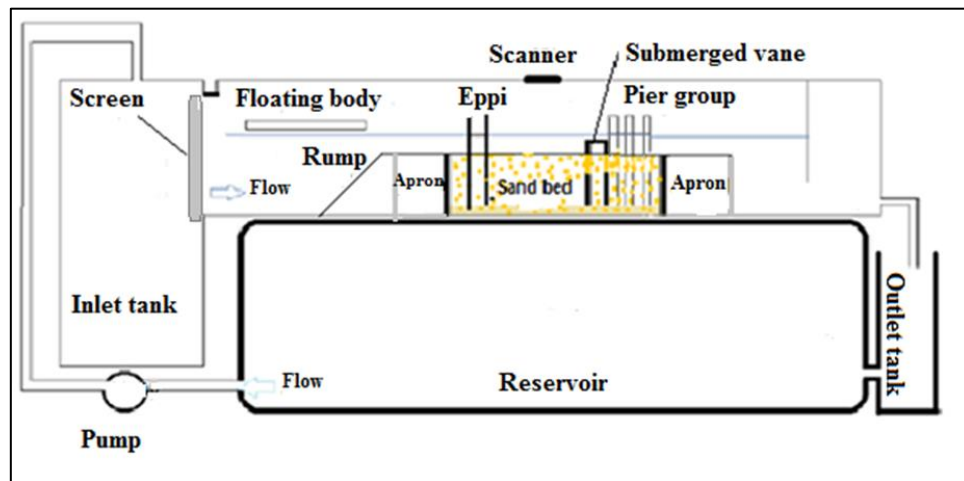 Scanner
Submerged vane
Screen
Floating body
Eppi
Pier group
Rump
Flow
Apron
Sand bed
Apron
Inlet tank
Outlet tank
Flow
Reservoir
Pump